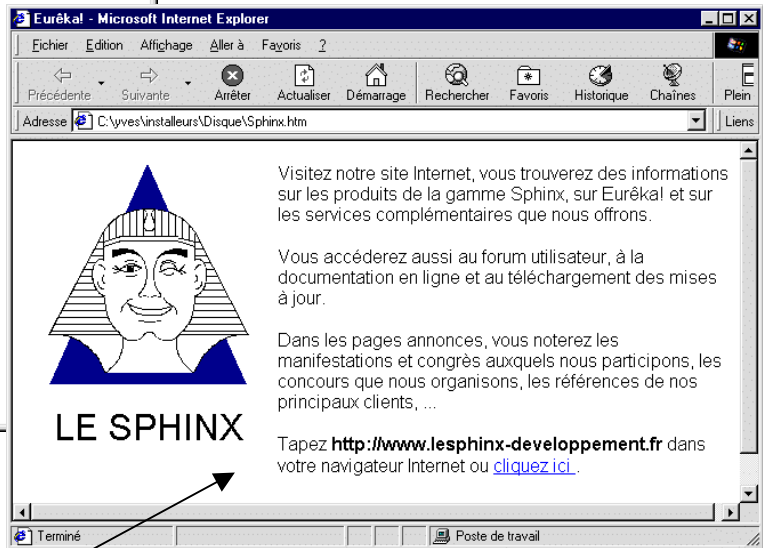 Eurêka! - Microsoft Internet Explorer
Fichier Edition Affichage Aller à Favoris ?
Précédente Suivante Arrêter Actualiser Démarrage Rechercher Favoris Historique Chaînes Plein
Adresse C:\yves\installeurs\Disque\Sphinx.htm Liens
Visitez notre site Internet, vous trouverez des informations
sur les produits de la gamme Sphinx, sur Eurêka! et sur
les services complémentaires que nous offrons.
Vous accéderez aussi au forum utilisateur, à la
documentation en ligne et au téléchargement des mises
à jour.
Dans les pages annonces, vous noterez les
manifestations et congrès auxquels nous participons, les
concours que nous organisons, les références de nos
principaux clients, ...
LE SPHINX
Tapez http://www.lesphinx-developpement.fr dans
votre navigateur Internet ou cliquez ici .
Terminé Poste de travail